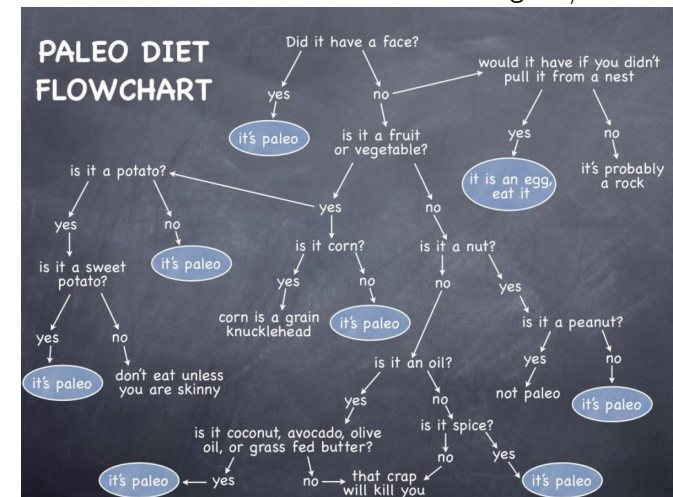 PALEO DIET
FLOWCHART
Did it have a face?
yes
no
would it have if you didn't
pull it from a nest
it's paleo
is it a fruit
or vegetable?
yes
no
it is an egg,
eat it
it's probably
a rock
is it a potato?
yes
no
yes
no
is it a sweet
potato?
it's paleo
is it corn?
is it a nut?
yes
no
no
yes
corn is a grain
knucklehead
it's paleo
is it a peanut?
yes
no
yes
no
it's paleo
don't eat unless
you are skinny
not paleo
it's paleo
is it an oil?
yes
no
is it coconut, avocado, olive
oil, or grass fed butter?
is it spice?
no
yes
it's paleo
yes
no
that crap
will kill you
it's paleo